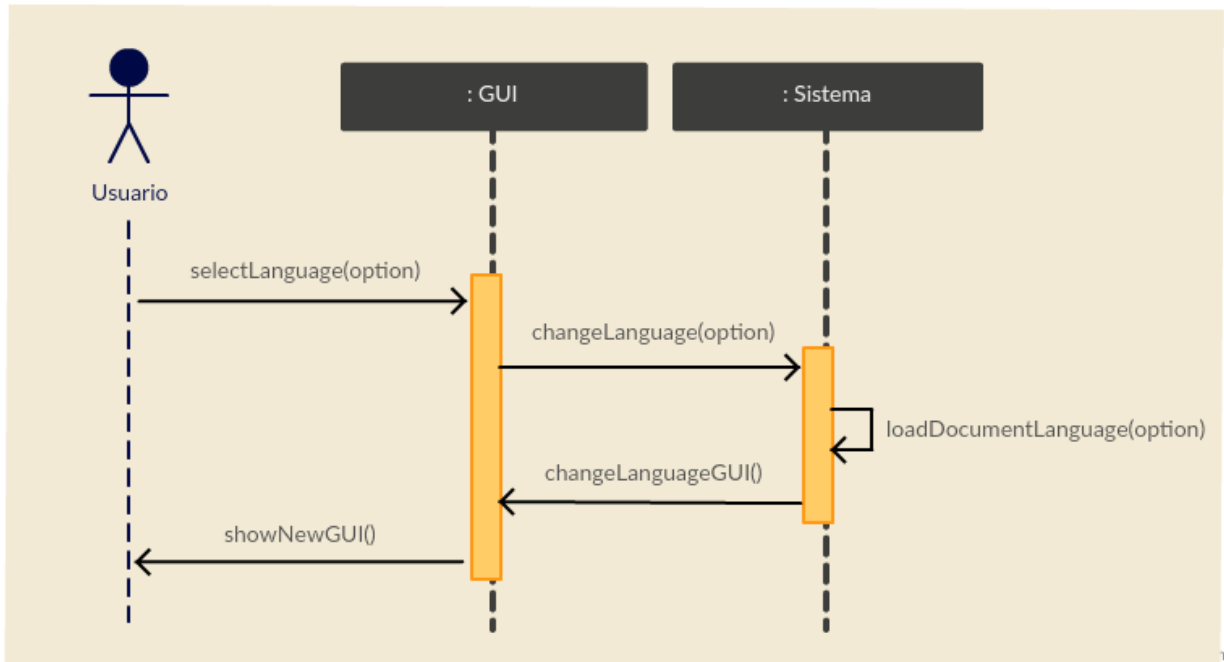 : GUI
: Sistema
Usuario
selectLanguage(option)
changeLanguage(option)
loadDocumentLanguage(option)
changeLanguageGUI()
showNewGUI()